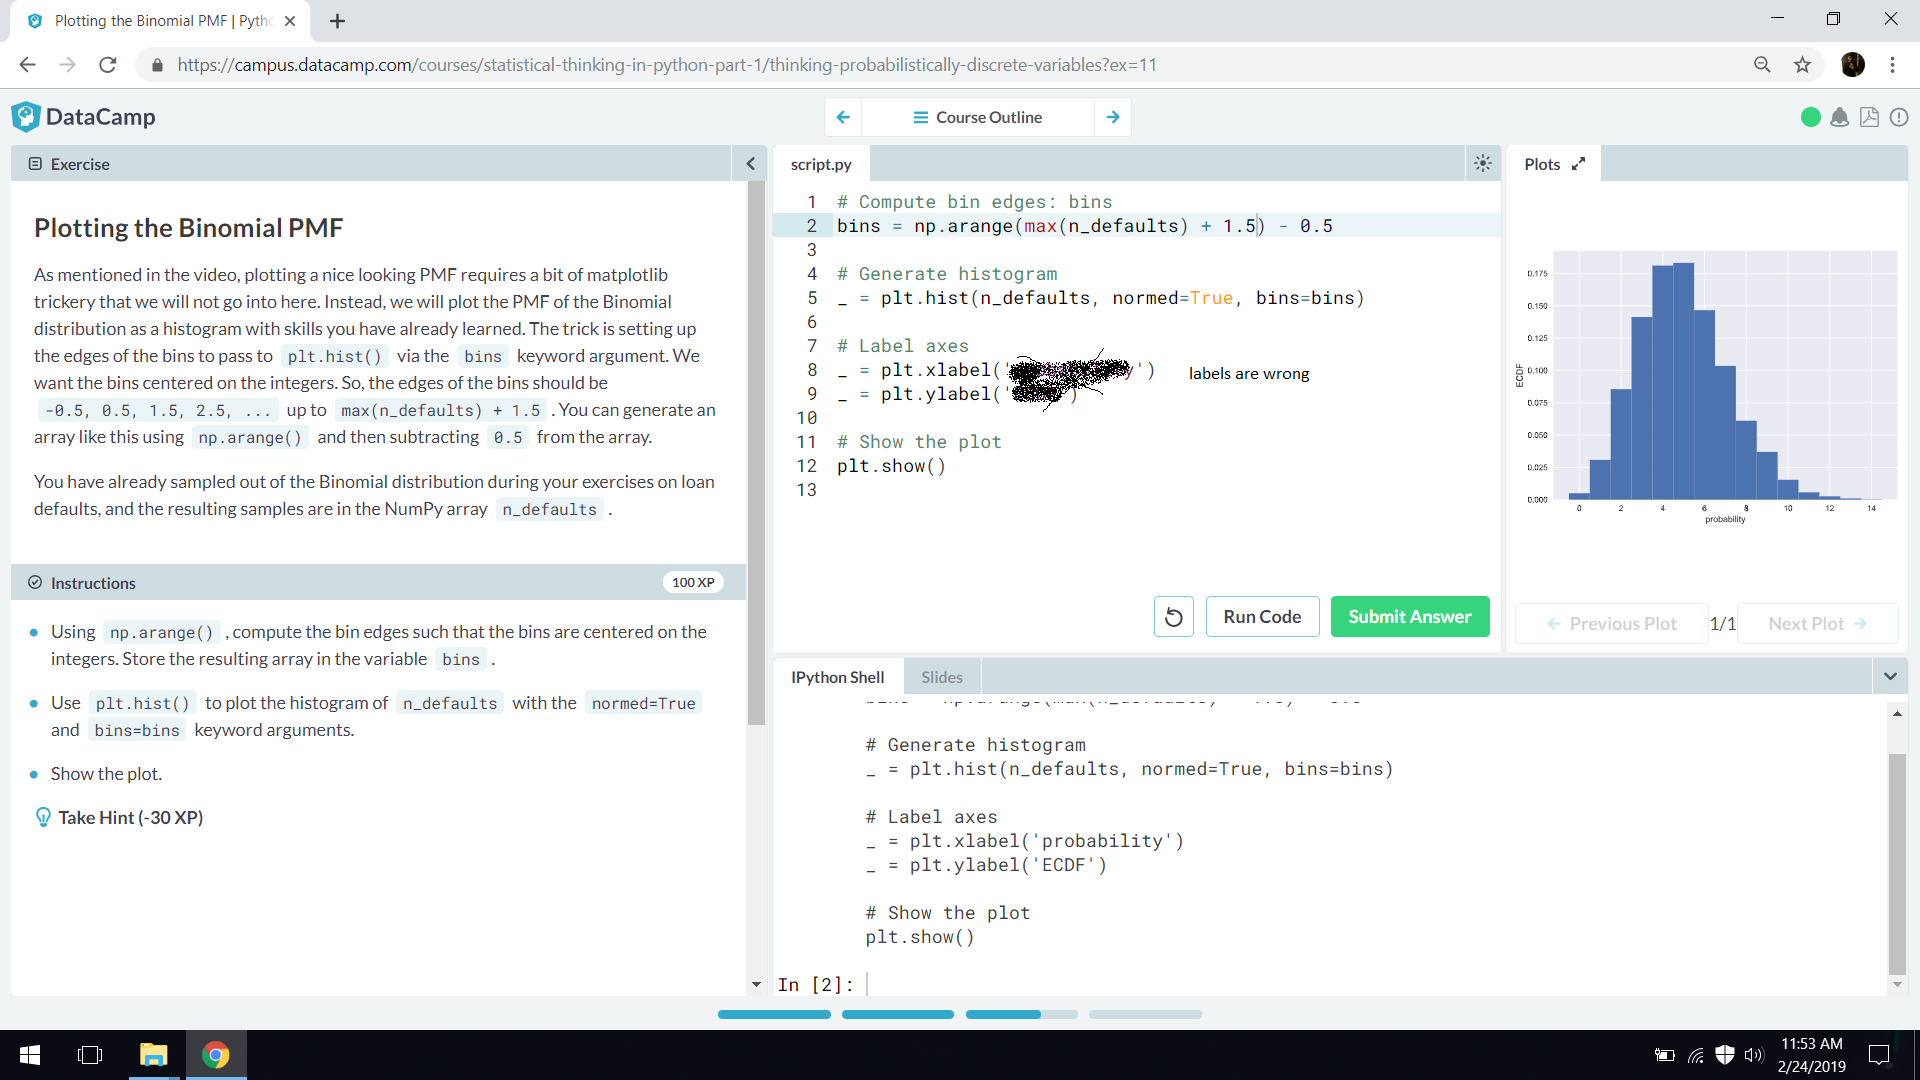 Plotting the Binomial PMF | Pytho
https://campus.datacamp.com/courses/statistical-thinking-in-python-part-1/thinking-probabilistically-discrete-variables?ex=11
DataCamp
Course Outline
Exercise
Plotting the Binomial PMF
As mentioned in the video, plotting a nice looking PMF requires a bit of matplotlib
trickery that we will not go into here. Instead, we will plot the PMF of the Binomial
distribution as a histogram with skills you have already learned. The trick is setting up
the edges of the bins to pass to plt.hist() via the bins keyword argument. We
want the bins centered on the integers. So, the edges of the bins should be
-0.5, 0.5, 1.5, 2.5, ... up to max(n_defaults) + 1.5 . You can generate an
array like this using np.arange() and then subtracting 0.5 from the array.
You have already sampled out of the Binomial distribution during your exercises on loan
defaults, and the resulting samples are in the NumPy array n_defaults .
Instructions
100 XP
Using np.arange() , compute the bin edges such that the bins are centered on the
integers. Store the resulting array in the variable bins .
Use plt.hist() to plot the histogram of n_defaults with the normed=True
and bins=bins keyword arguments.
Show the plot.
Take Hint (-30 XP)
script.py
1 # Compute bin edges: bins
2 bins = np.arange(max(n_defaults) + 1.5) - 0.5
3
4 # Generate histogram
5 _ = plt.hist(n_defaults, normed=True, bins=bins)
6
7 # Label axes
8 _ = plt.xlabel(' y') labels are wrong
9 _ = plt.ylabel(' )
10
11 # Show the plot
12 plt.show()
13
Run Code
Submit Answer
Plots
0.175
0.150
0.125
0.100
0.075
0.050
0.025
0.000
ECDF
0 2 4 6 8 10 12 14
probability
Previous Plot
1/1
Next Plot
IPython Shell
Slides
# Generate histogram
_ = plt.hist(n_defaults, normed=True, bins=bins)
# Label axes
_ = plt.xlabel('probability')
_ = plt.ylabel('ECDF')
# Show the plot
plt.show()
In [2]:
11:53 AM
2/24/2019